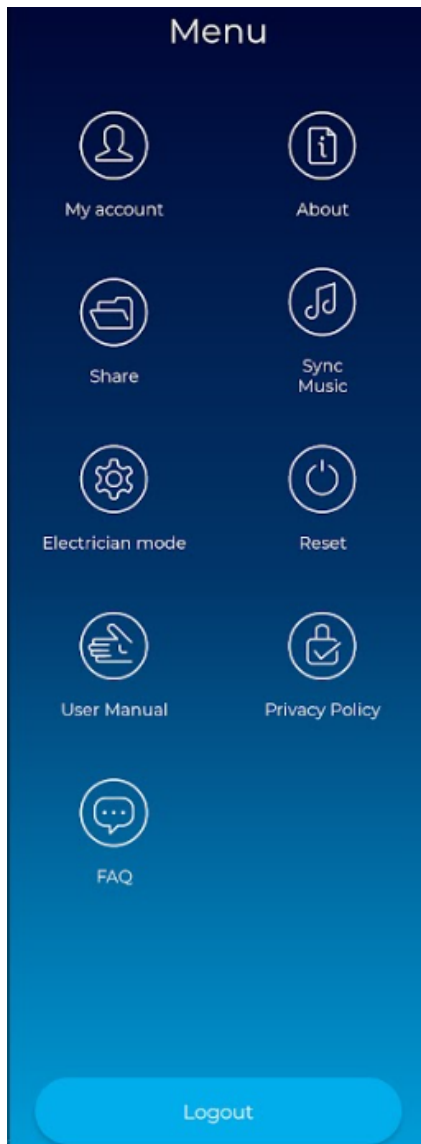 Menu
My account
About
Share
Sync
Music
Electrician mode
Reset
User Manual
Privacy Policy
FAQ
Logout